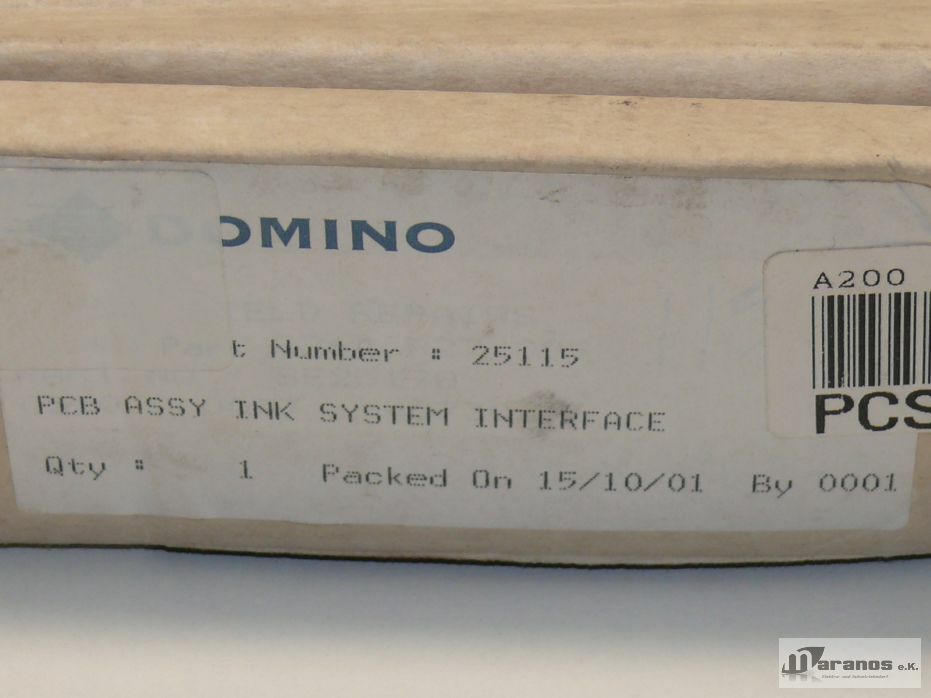 DOMINO
A200
t Number : 25115
PCB ASSY INK SYSTEM INTERFACE
PCS
Qty : 1 Packed On 15/10/01 By 0001
Maranos e.K.